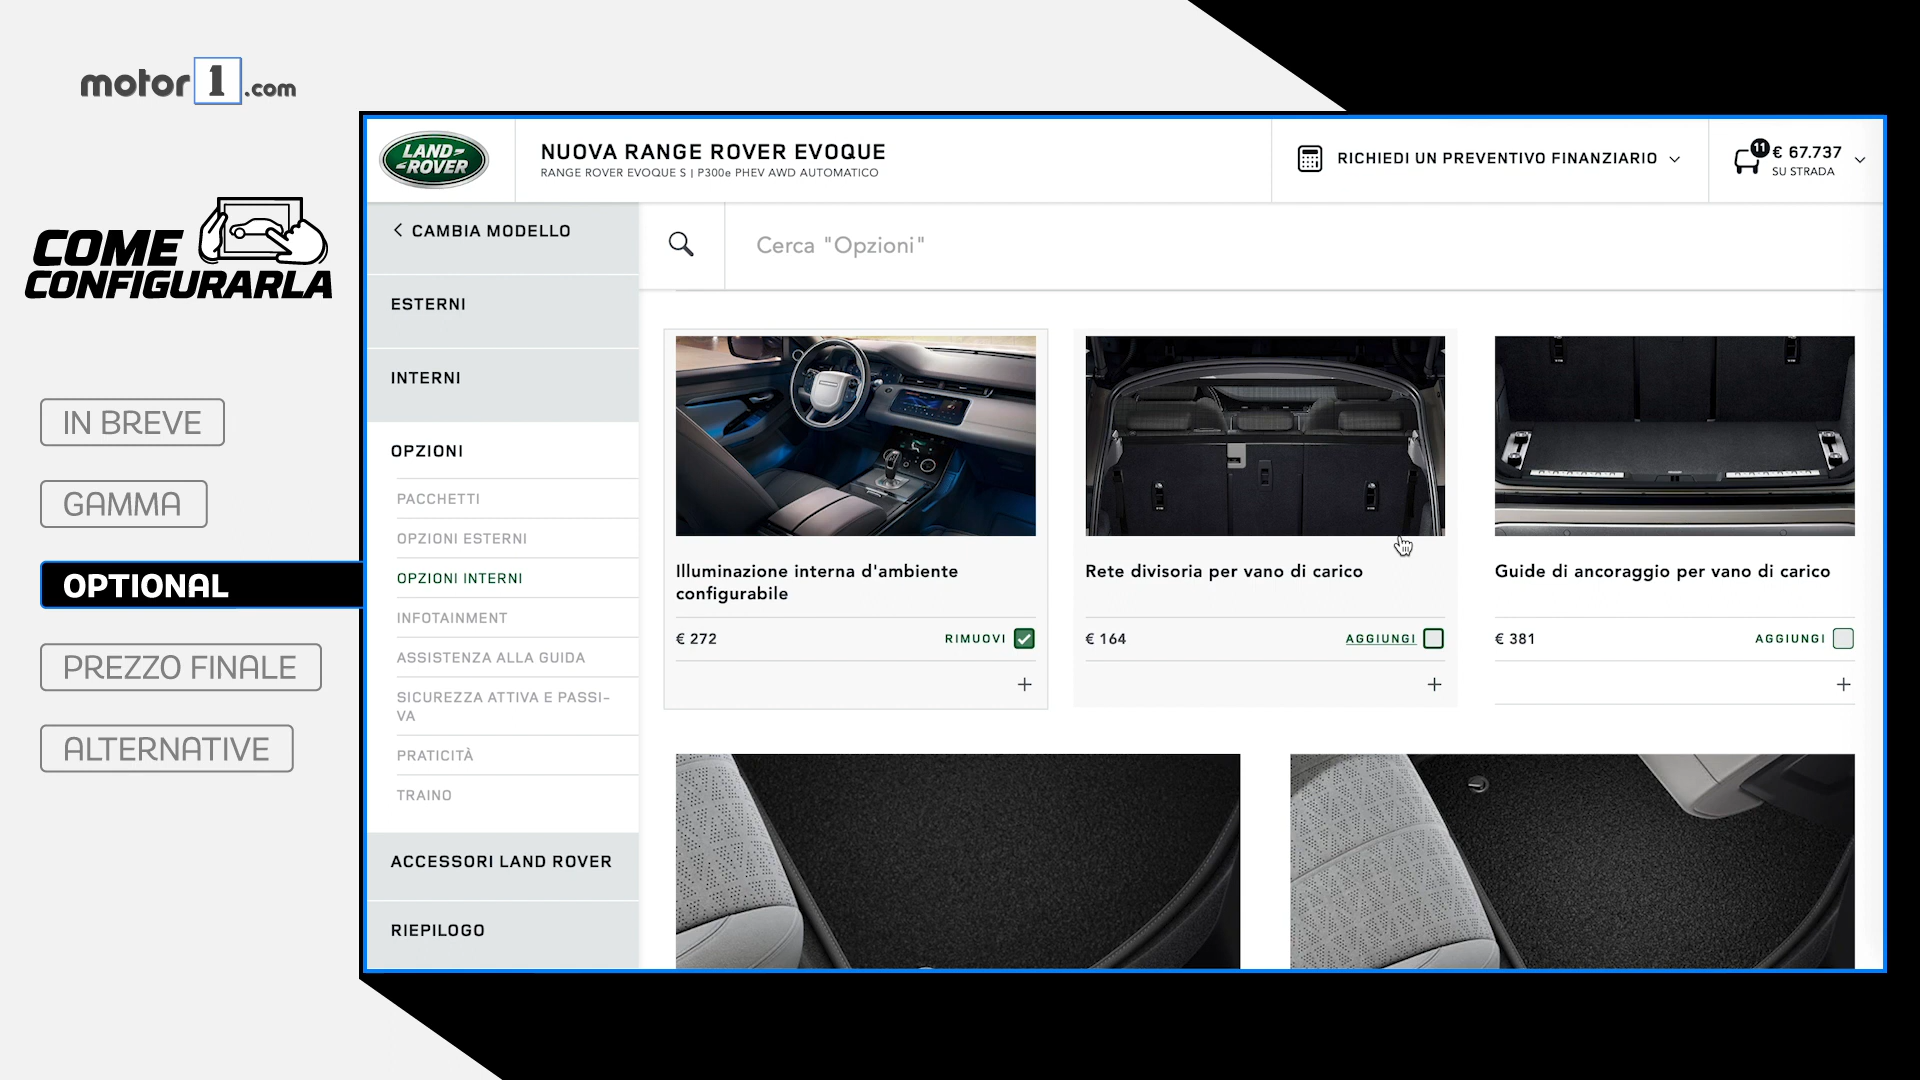 motor1.com
COME
CONFIGURARLA
IN BREVE
GAMMA
OPTIONAL
PREZZO FINALE
ALTERNATIVE
LAND-
-ROVER
NUOVA RANGE ROVER EVOQUE
RANGE ROVER EVOQUE S | P300e PHEV AWD AUTOMATICO
RICHIEDI UN PREVENTIVO FINANZIARIO
11
€ 67.737
SU STRADA
CAMBIA MODELLO
ESTERNI
INTERNI
OPZIONI
PACCHETTI
OPZIONI ESTERNI
OPZIONI INTERNI
INFOTAINMENT
ASSISTENZA ALLA GUIDA
SICUREZZA ATTIVA E PASSI-
VA
PRATICITÀ
TRAINO
ACCESSORI LAND ROVER
RIEPILOGO
Cerca "Opzioni"
Illuminazione interna d'ambiente
configurabile
€ 272
RIMUOVI
+
Rete divisoria per vano di carico
€ 164
AGGIUNGI
+
Guide di ancoraggio per vano di carico
€ 381
AGGIUNGI
+